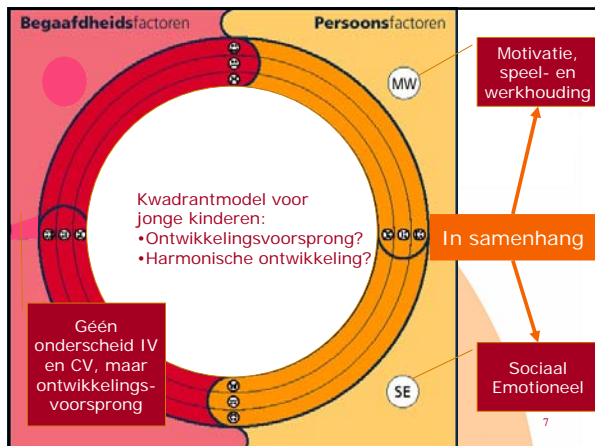 Begaafdheidsfactoren
Persoonsfactoren
Motivatie,
speel- en
werkhouding
MW
Kwadrantmodel voor
jonge kinderen:
•Ontwikkelingsvoorsprong?
•Harmonische ontwikkeling?
In samenhang
Géén
onderscheid IV
en CV, maar
ontwikkelings-
voorsprong
SE
Sociaal
Emotioneel
7